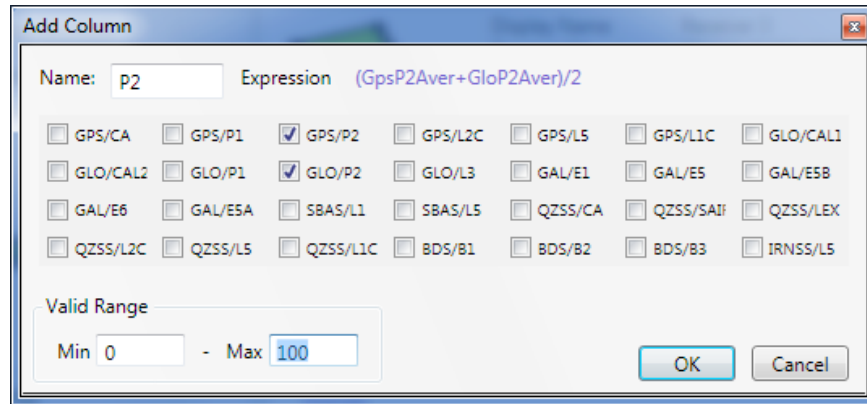 Add Column
Name: P2 Expression (GpsP2Aver+GloP2Aver)/2
GPS/CA GPS/P1 GPS/P2 GPS/L2C GPS/L5 GPS/L1C GLO/CAL1
GLO/CAL2 GLO/P1 GLO/P2 GLO/L3 GAL/E1 GAL/E5 GAL/E5B
GAL/E6 GAL/E5A SBAS/L1 SBAS/L5 QZSS/CA QZSS/SAIF QZSS/LEX
QZSS/L2C QZSS/L5 QZSS/L1C BDS/B1 BDS/B2 BDS/B3 IRNSS/L5
Valid Range
Min 0 - Max 100
OK Cancel